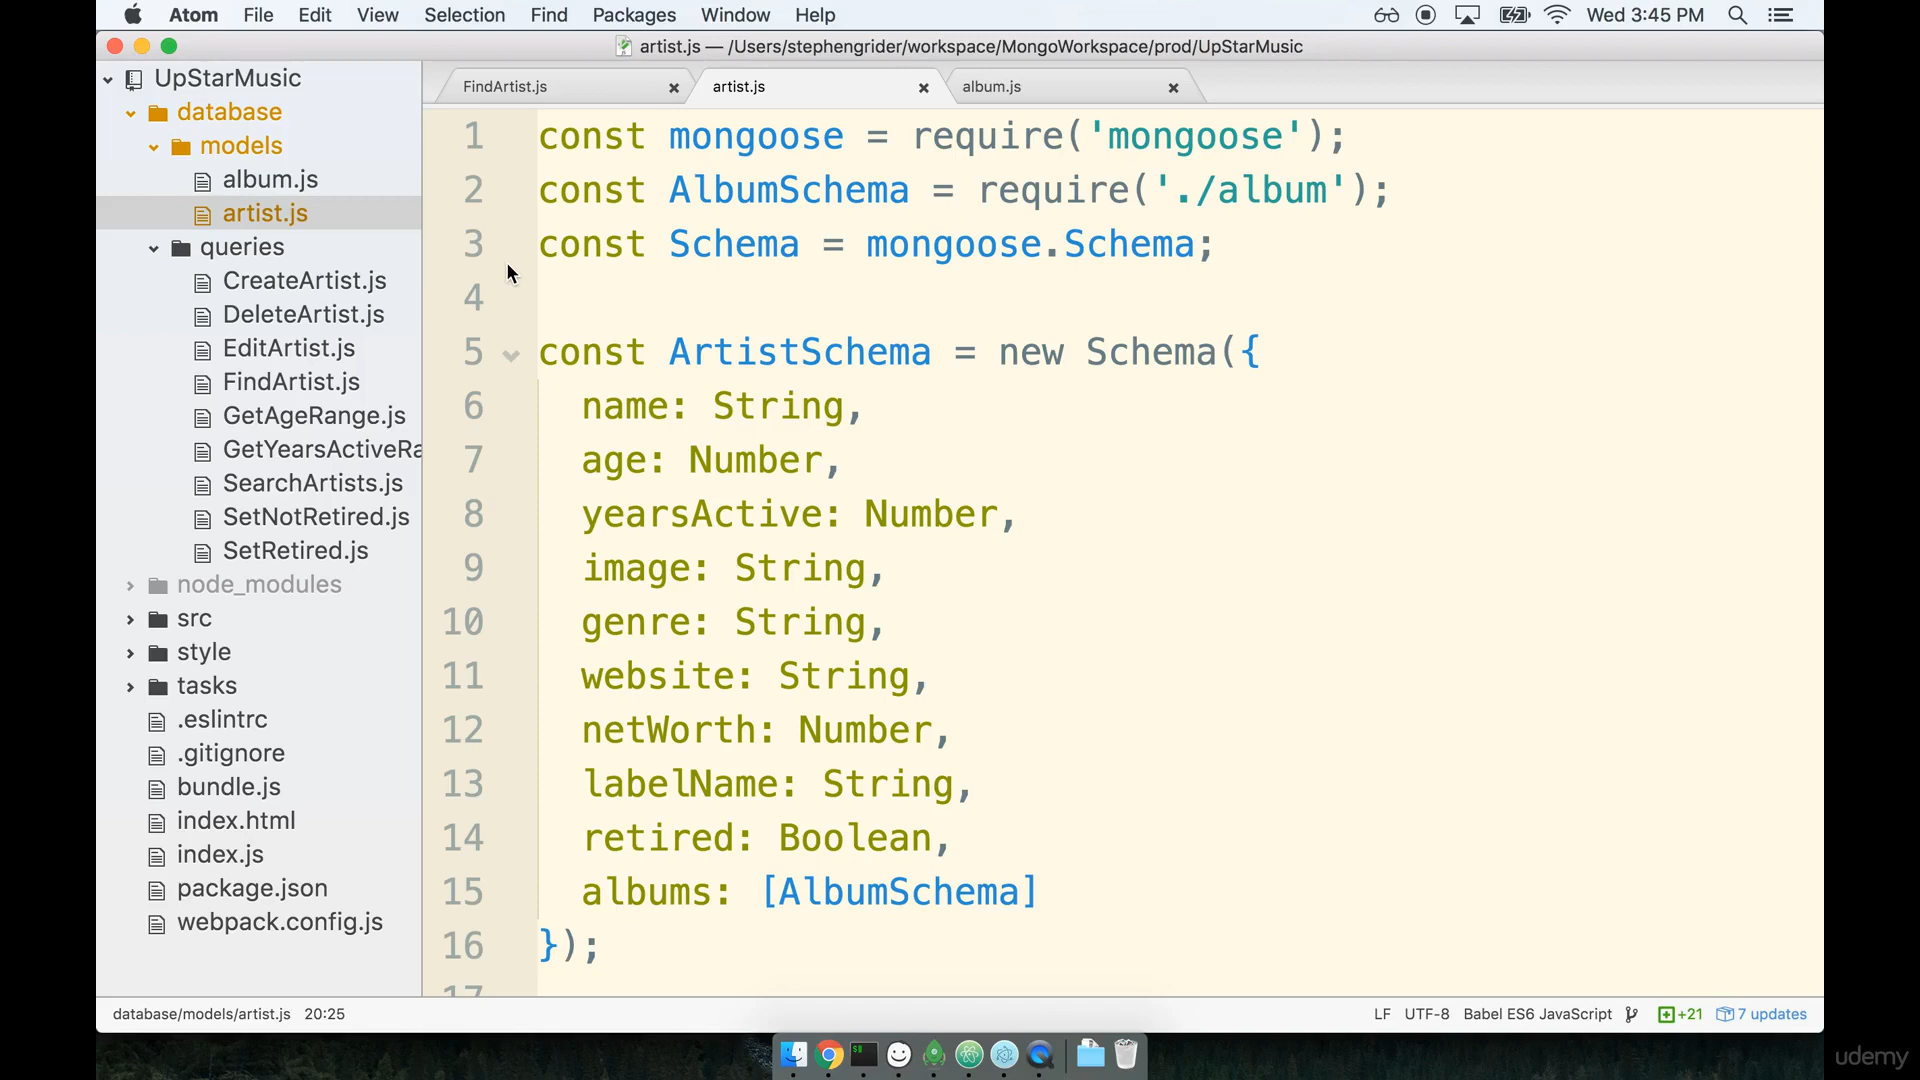 Atom File Edit View Selection Find Packages Window Help Wed 3:45 PM
artist.js — /Users/stephengrider/workspace/MongoWorkspace/prod/UpStarMusic
UpStarMusic
database
models
album.js
artist.js
queries
CreateArtist.js
DeleteArtist.js
EditArtist.js
FindArtist.js
GetAgeRange.js
GetYearsActiveRa
SearchArtists.js
SetNotRetired.js
SetRetired.js
node_modules
src
style
tasks
.eslintrc
.gitignore
bundle.js
index.html
index.js
package.json
webpack.config.js
FindArtist.js artist.js album.js
1 const mongoose = require('mongoose');
2 const AlbumSchema = require('./album');
3 const Schema = mongoose.Schema;
4
5 const ArtistSchema = new Schema({
6 name: String,
7 age: Number,
8 yearsActive: Number,
9 image: String,
10 genre: String,
11 website: String,
12 netWorth: Number,
13 labelName: String,
14 retired: Boolean,
15 albums: [AlbumSchema]
16 });
17
database/models/artist.js 20:25 LF UTF-8 Babel ES6 JavaScript +21 7 updates
udemy